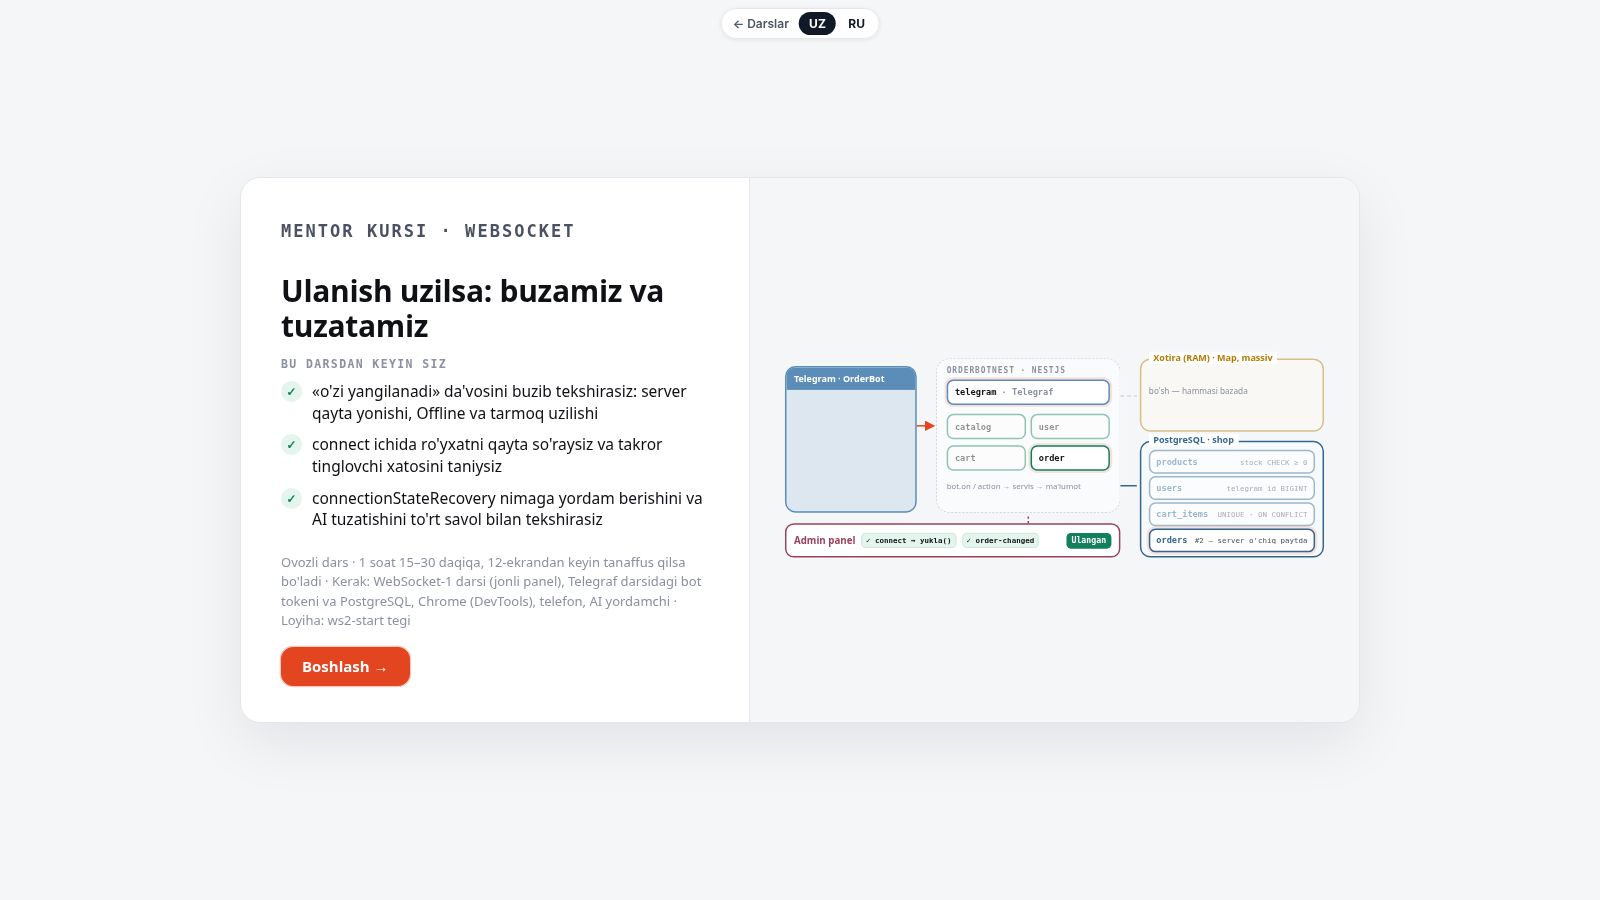 ← Darslar UZ RU
MENTOR KURSI · WEBSOCKET
Ulanish uzilsa: buzamiz va
tuzatamiz
BU DARSDAN KEYIN SIZ
✓ «o'zi yangilanadi» da'vosini buzib tekshirasiz: server
qayta yonishi, Offline va tarmoq uzilishi
✓ connect ichida ro'yxatni qayta so'raysiz va takror
tinglovchi xatosini taniysiz
✓ connectionStateRecovery nimaga yordam berishini va
AI tuzatishini to'rt savol bilan tekshirasiz
Ovozli dars · 1 soat 15–30 daqiqa, 12-ekrandan keyin tanaffus qilsa
bo'ladi · Kerak: WebSocket-1 darsi (jonli panel), Telegraf darsidagi bot
tokeni va PostgreSQL, Chrome (DevTools), telefon, AI yordamchi ·
Loyiha: ws2-start tegi
Boshlash →
Telegram · OrderBot
ORDERBOTNEST · NESTJS
telegram · Telegraf
catalog
user
cart
order
bot.on / action → servis → ma'lumot
Xotira (RAM) · Map, massiv
bo'sh — hammasi bazada
PostgreSQL · shop
products stock CHECK ≥ 0
users telegram_id BIGINT
cart_items UNIQUE · ON CONFLICT
orders #2 — server o'chiq paytda
Admin panel ✓ connect → yukla() ✓ order-changed Ulangan